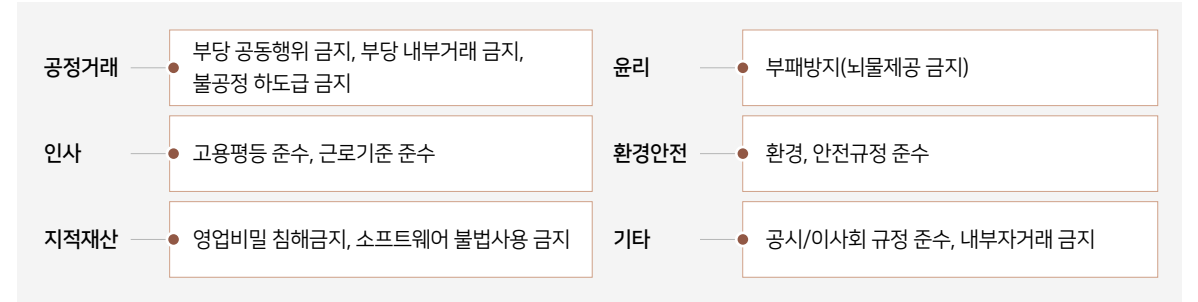 공정거래
부당 공동행위 금지, 부당 내부거래 금지,
불공정 하도급 금지
윤리
부패방지(뇌물제공 금지)
인사
고용평등 준수, 근로기준 준수
환경안전
환경, 안전규정 준수
지적재산
영업비밀 침해금지, 소프트웨어 불법사용 금지
기타
공시/이사회 규정 준수, 내부자거래 금지